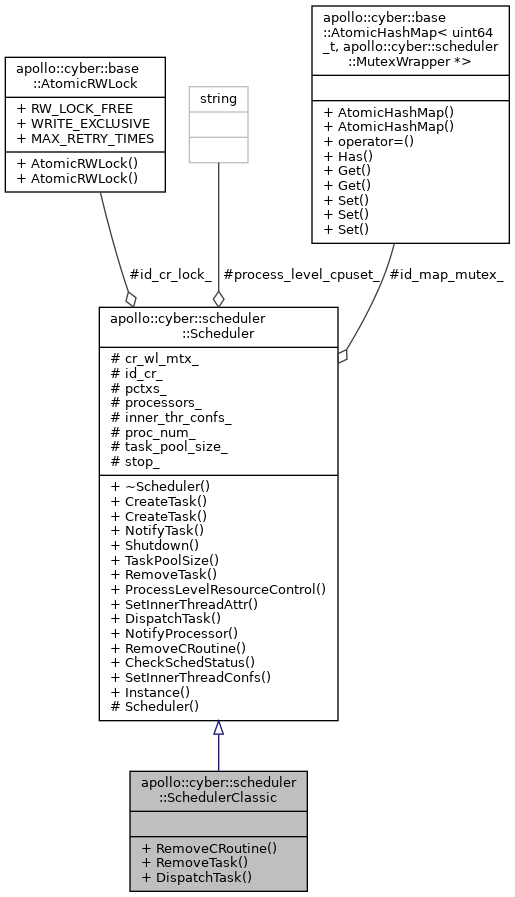 apollo::cyber::base
::AtomicHashMap< uint64
_t, apollo::cyber::scheduler
::MutexWrapper *>
+ AtomicHashMap()
+ AtomicHashMap()
+ operator=()
+ Has()
+ Get()
+ Get()
+ Set()
+ Set()
+ Set()
apollo::cyber::base
::AtomicRWLock
+ RW_LOCK_FREE
+ WRITE_EXCLUSIVE
+ MAX_RETRY_TIMES
+ AtomicRWLock()
+ AtomicRWLock()
string
#id_cr_lock_
#process_level_cpuset_
#id_map_mutex_
apollo::cyber::scheduler
::Scheduler
# cr_wl_mtx_
# id_cr_
# pctxs_
# processors_
# inner_thr_confs_
# proc_num_
# task_pool_size_
# stop_
+ ~Scheduler()
+ CreateTask()
+ CreateTask()
+ NotifyTask()
+ Shutdown()
+ TaskPoolSize()
+ RemoveTask()
+ ProcessLevelResourceControl()
+ SetInnerThreadAttr()
+ DispatchTask()
+ NotifyProcessor()
+ RemoveCRoutine()
+ CheckSchedStatus()
+ SetInnerThreadConfs()
+ Instance()
# Scheduler()
apollo::cyber::scheduler
::SchedulerClassic
+ RemoveCRoutine()
+ RemoveTask()
+ DispatchTask()